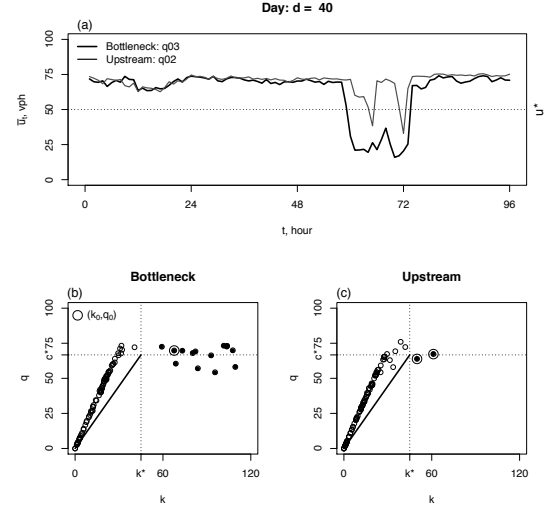 Day: d = 40
(a)
Bottleneck: q03
Upstream: q02
0 25 50 75 100
u̅t, vph
u*
0 24 48 72 96
t, hour
Bottleneck
(b)
(k0,q0)
0 25 50 c* 75 100
q
0 k* 60 120
k
Upstream
(c)
0 25 50 c* 75 100
q
0 k* 60 120
k